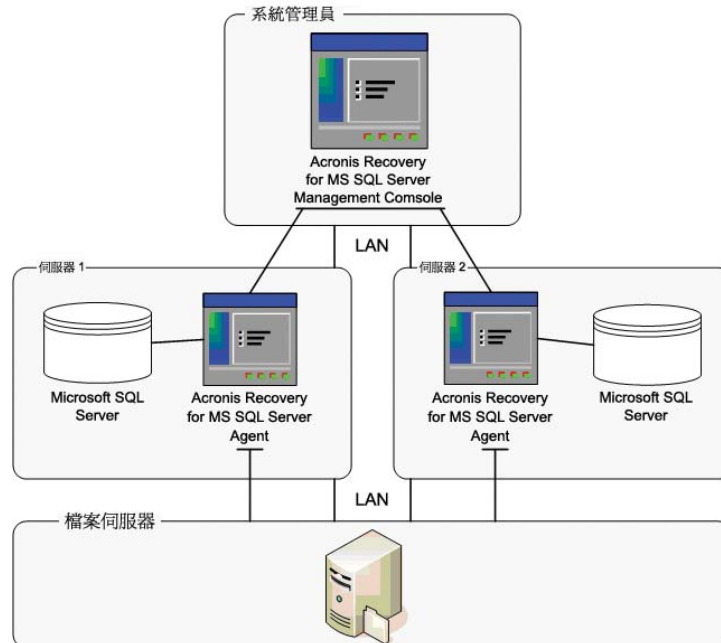 系統管理員
Acronis Recovery
for MS SQL Server
Management Comsole
LAN
伺服器 1
Microsoft SQL
Server
Acronis Recovery
for MS SQL Server
Agent
伺服器 2
Acronis Recovery
for MS SQL Server
Agent
Microsoft SQL
Server
LAN
檔案伺服器